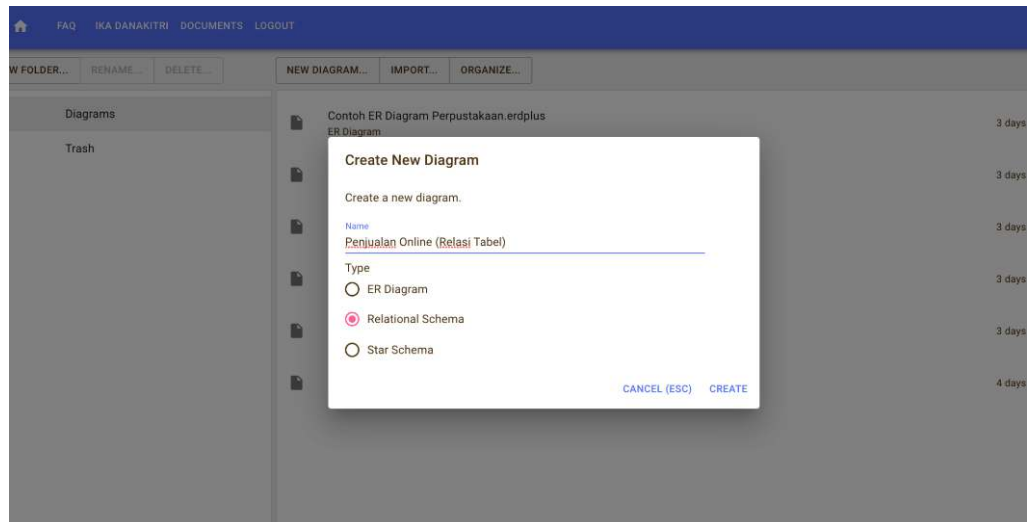 FAQ IKA DANAKITRI DOCUMENTS LOGOUT
W FOLDER... RENAME... DELETE... NEW DIAGRAM... IMPORT... ORGANIZE...
Diagrams
Trash
Contoh ER Diagram Perpustakaan.erdplus
ER Diagram
3 days
3 days
3 days
3 days
3 days
4 days
Create New Diagram
Create a new diagram.
Name
Penjualan Online (Relasi Tabel)
Type
ER Diagram
Relational Schema
Star Schema
CANCEL (ESC) CREATE